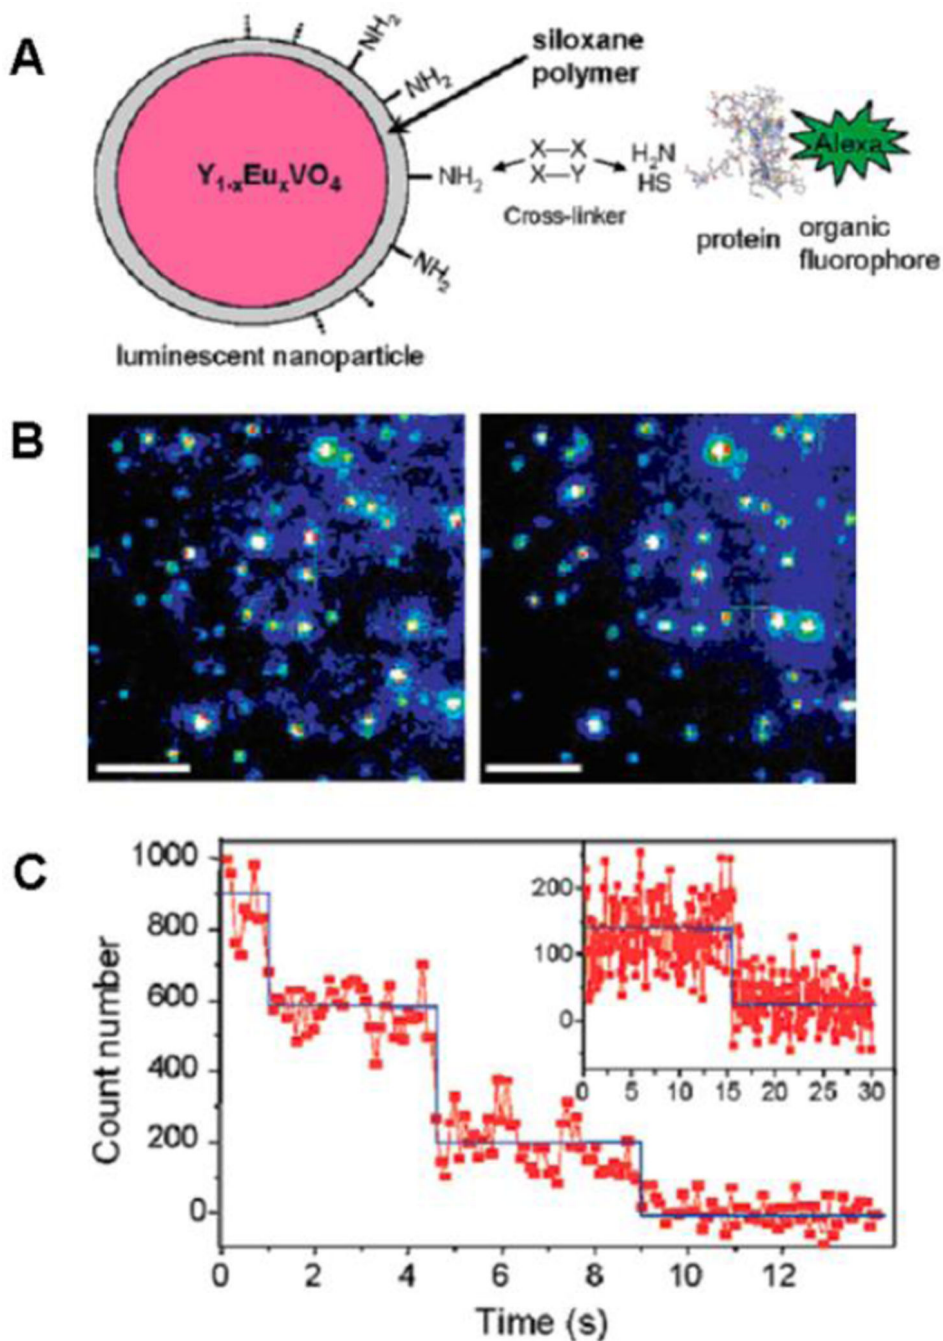 A
siloxane
polymer
NH2
NH2
Y1-xEuxVO4
NH2
X—X
X—Y
H2N
HS
Alexa
Cross-linker
NH2
protein
organic
fluorophore
luminescent nanoparticle
B
C
1000
800
600
400
200
0
Count number
200
100
0
0 5 10 15 20 25 30
0 2 4 6 8 10 12
Time (s)